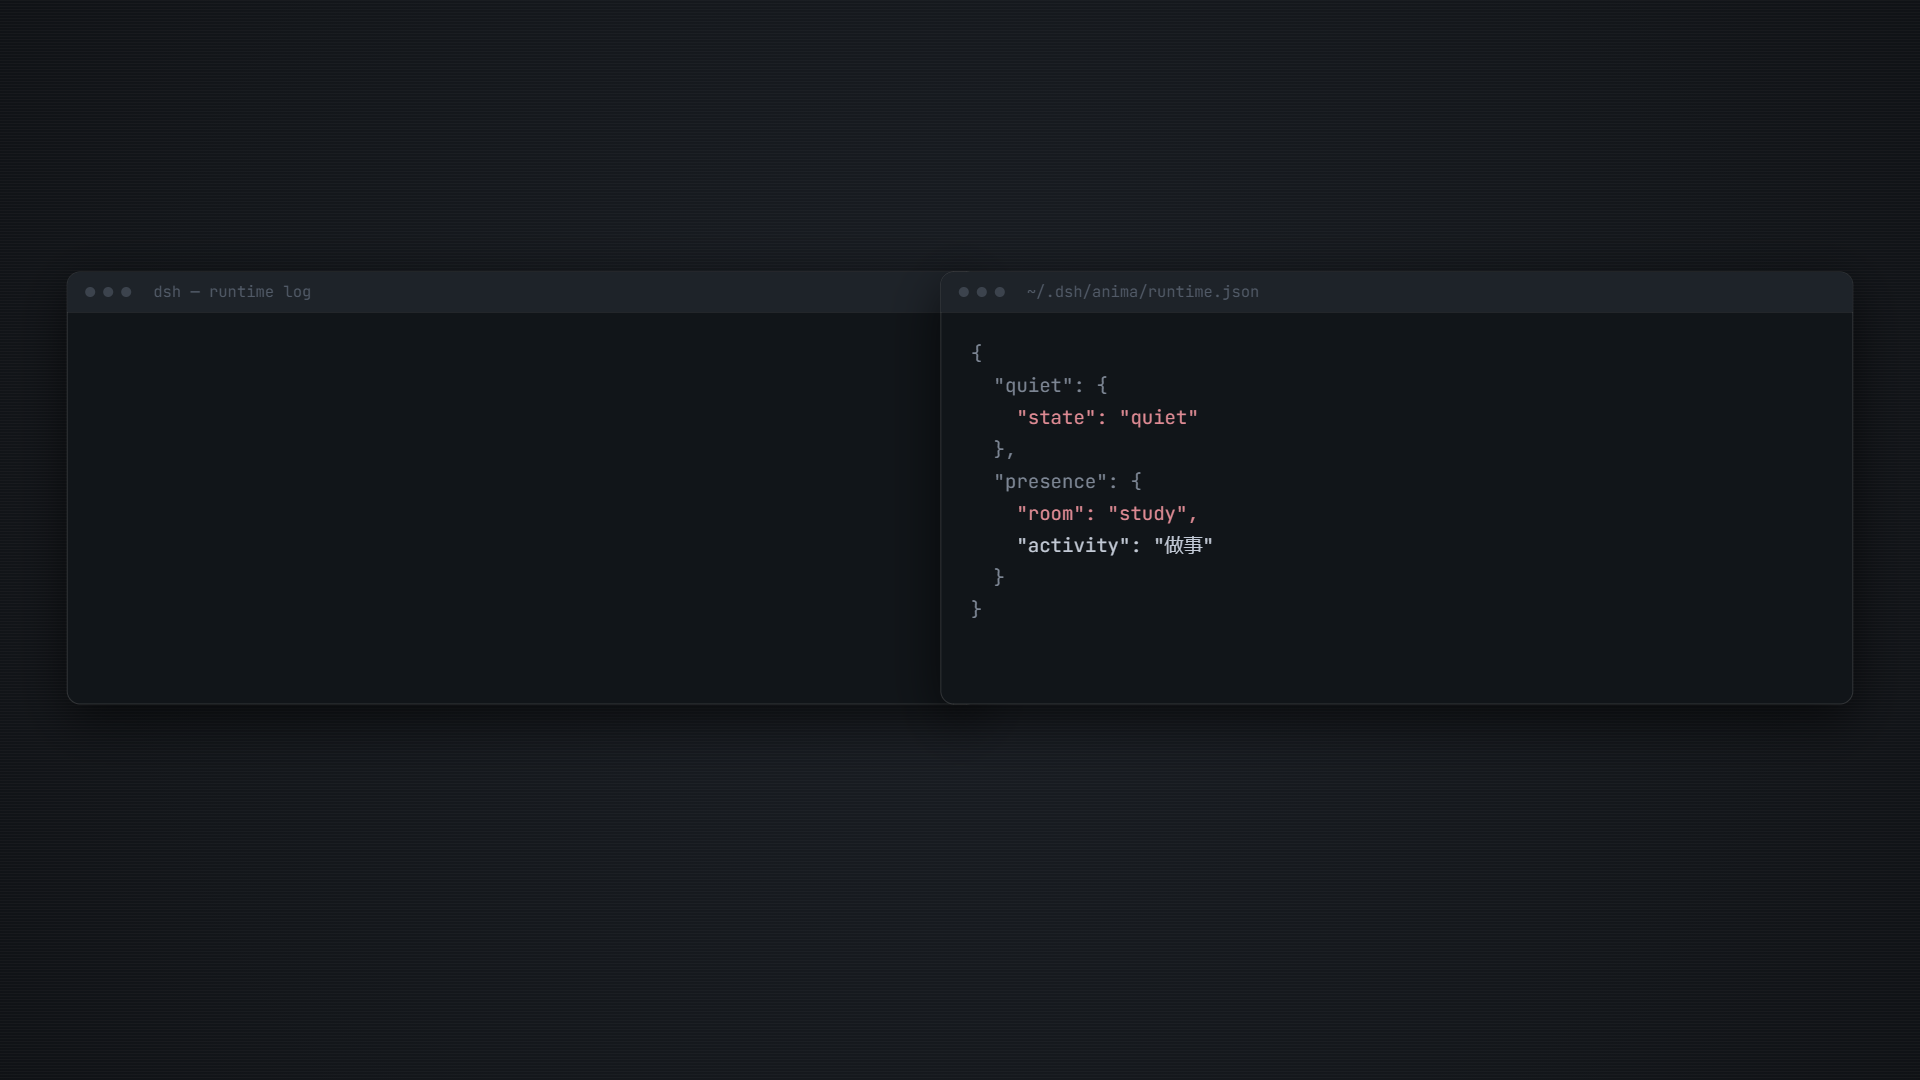 dsh — runtime log
~/.dsh/anima/runtime.json
{
  "quiet": {
    "state": "quiet"
  },
  "presence": {
    "room": "study",
    "activity": "做事"
  }
}